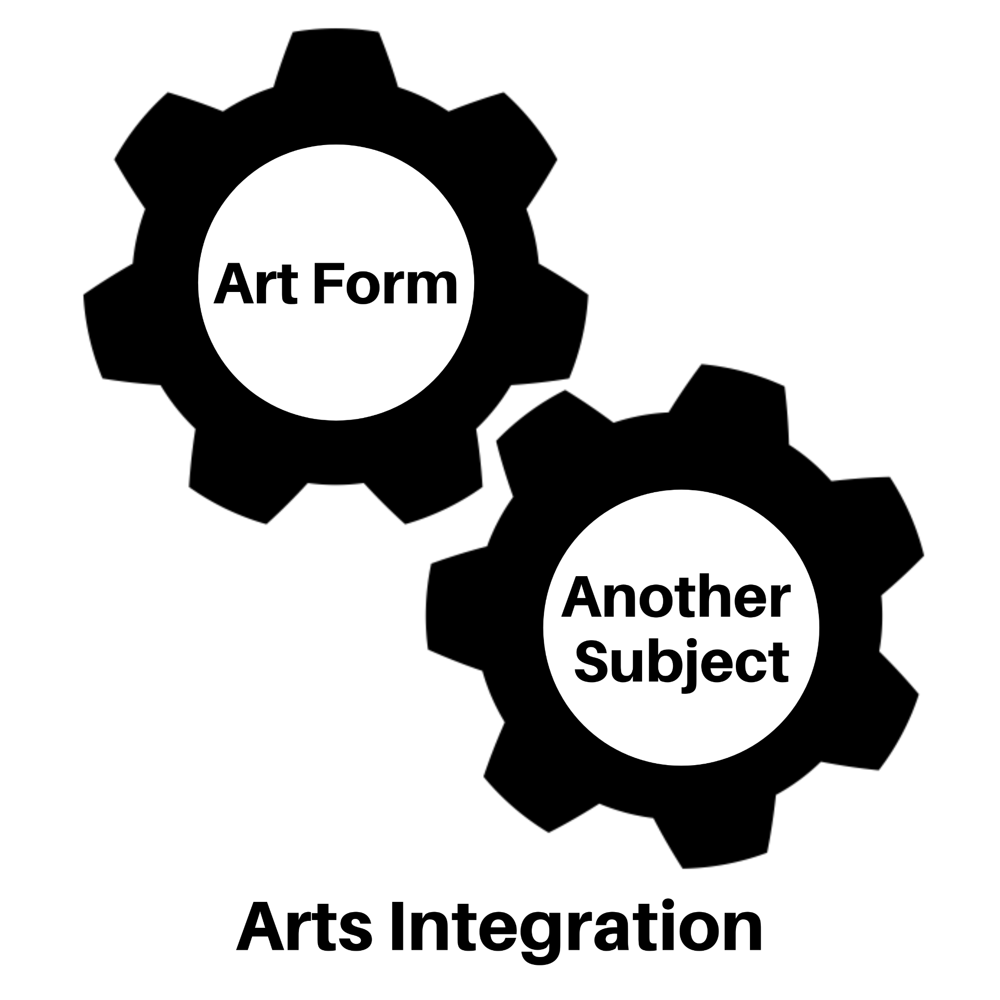 Art Form
Another
Subject
Arts Integration